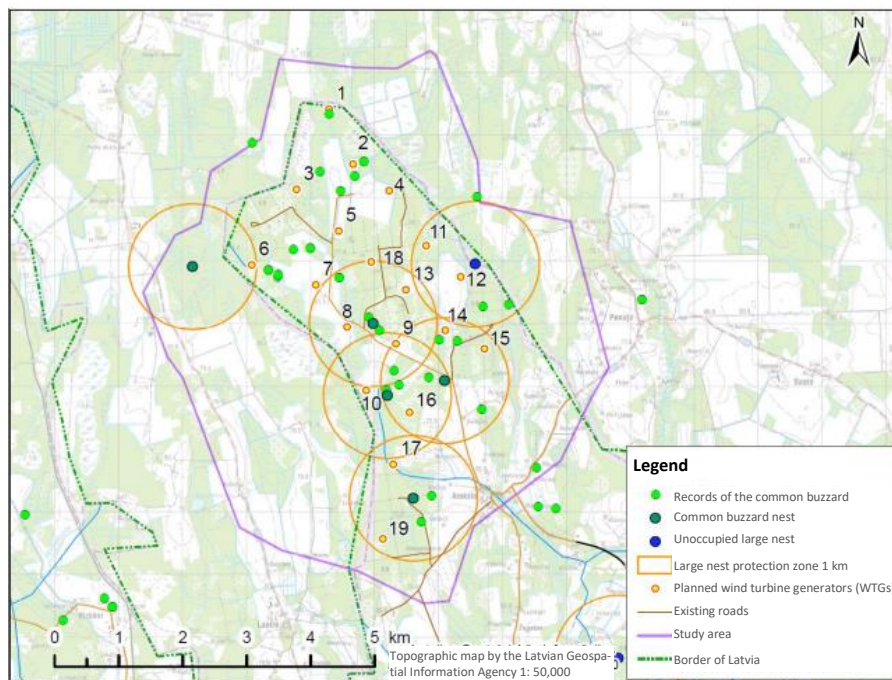 N
1
2
3
4
5
11
6
18
12
7
13
8
14
9
15
10
16
17
19
0 1 2 3 4 5 km
Topographic map by the Latvian Geospa-
tial Information Agency 1: 50,000
Legend
Records of the common buzzard
Common buzzard nest
Unoccupied large nest
Large nest protection zone 1 km
Planned wind turbine generators (WTGs
Existing roads
Study area
Border of Latvia